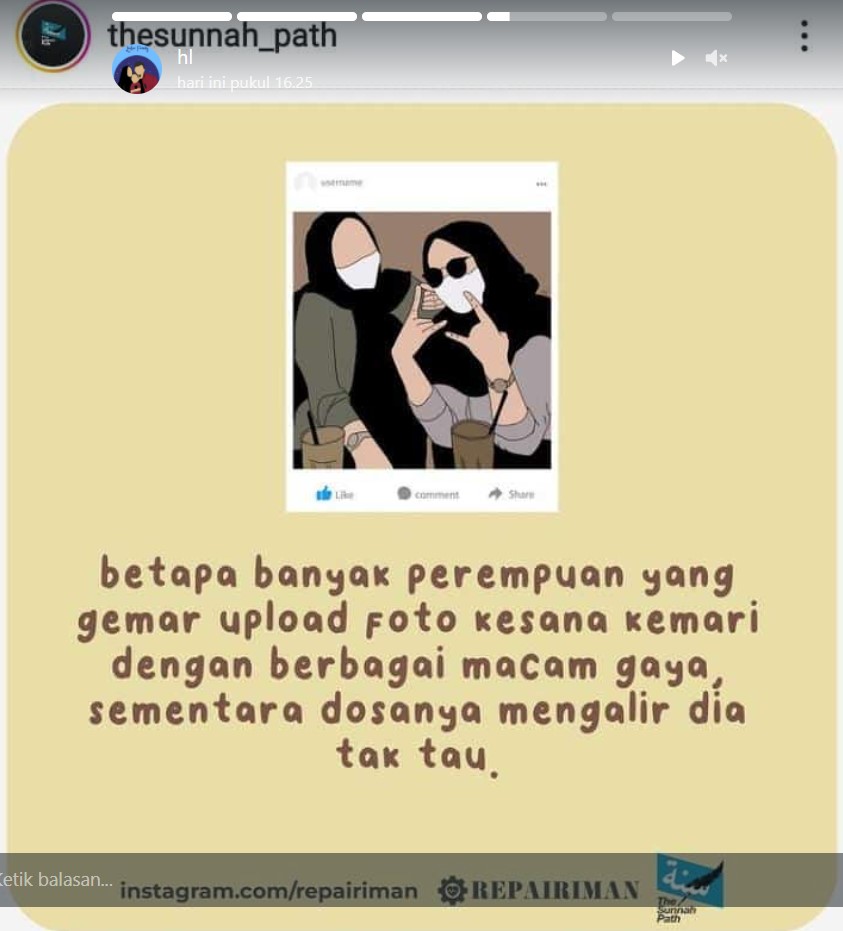 thesunnah_path
hl
hari ini pukul 16.25
username
Like comment Share
betapa banyak perempuan yang
gemar upload foto kesana kemari
dengan berbagai macam gaya,
sementara dosanya mengalir dia
tak tau.
Ketik balasan...
instagram.com/repairiman REPAIRIMAN
سنة
The
Sunnah
Path